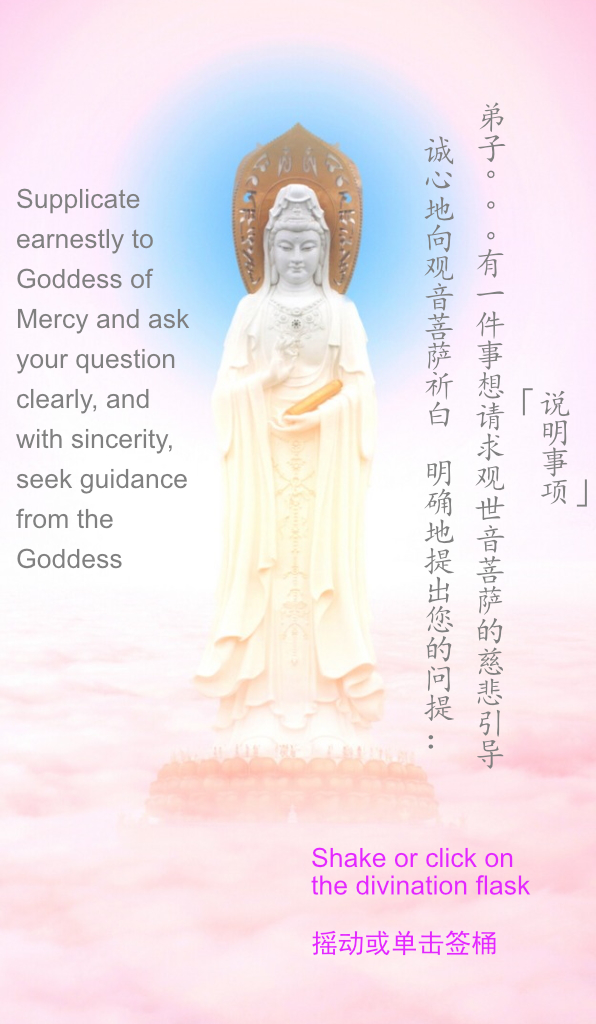 Supplicate
earnestly to
Goddess of
Mercy and ask
your question
clearly, and
with sincerity,
seek guidance
from the
Goddess
「说明事项」
弟子。。。有一件事想请求观世音菩萨的慈悲引导
诚心地向观音菩萨祈白 明确地提出您的问提：
Shake or click on
the divination flask
摇动或单击签桶